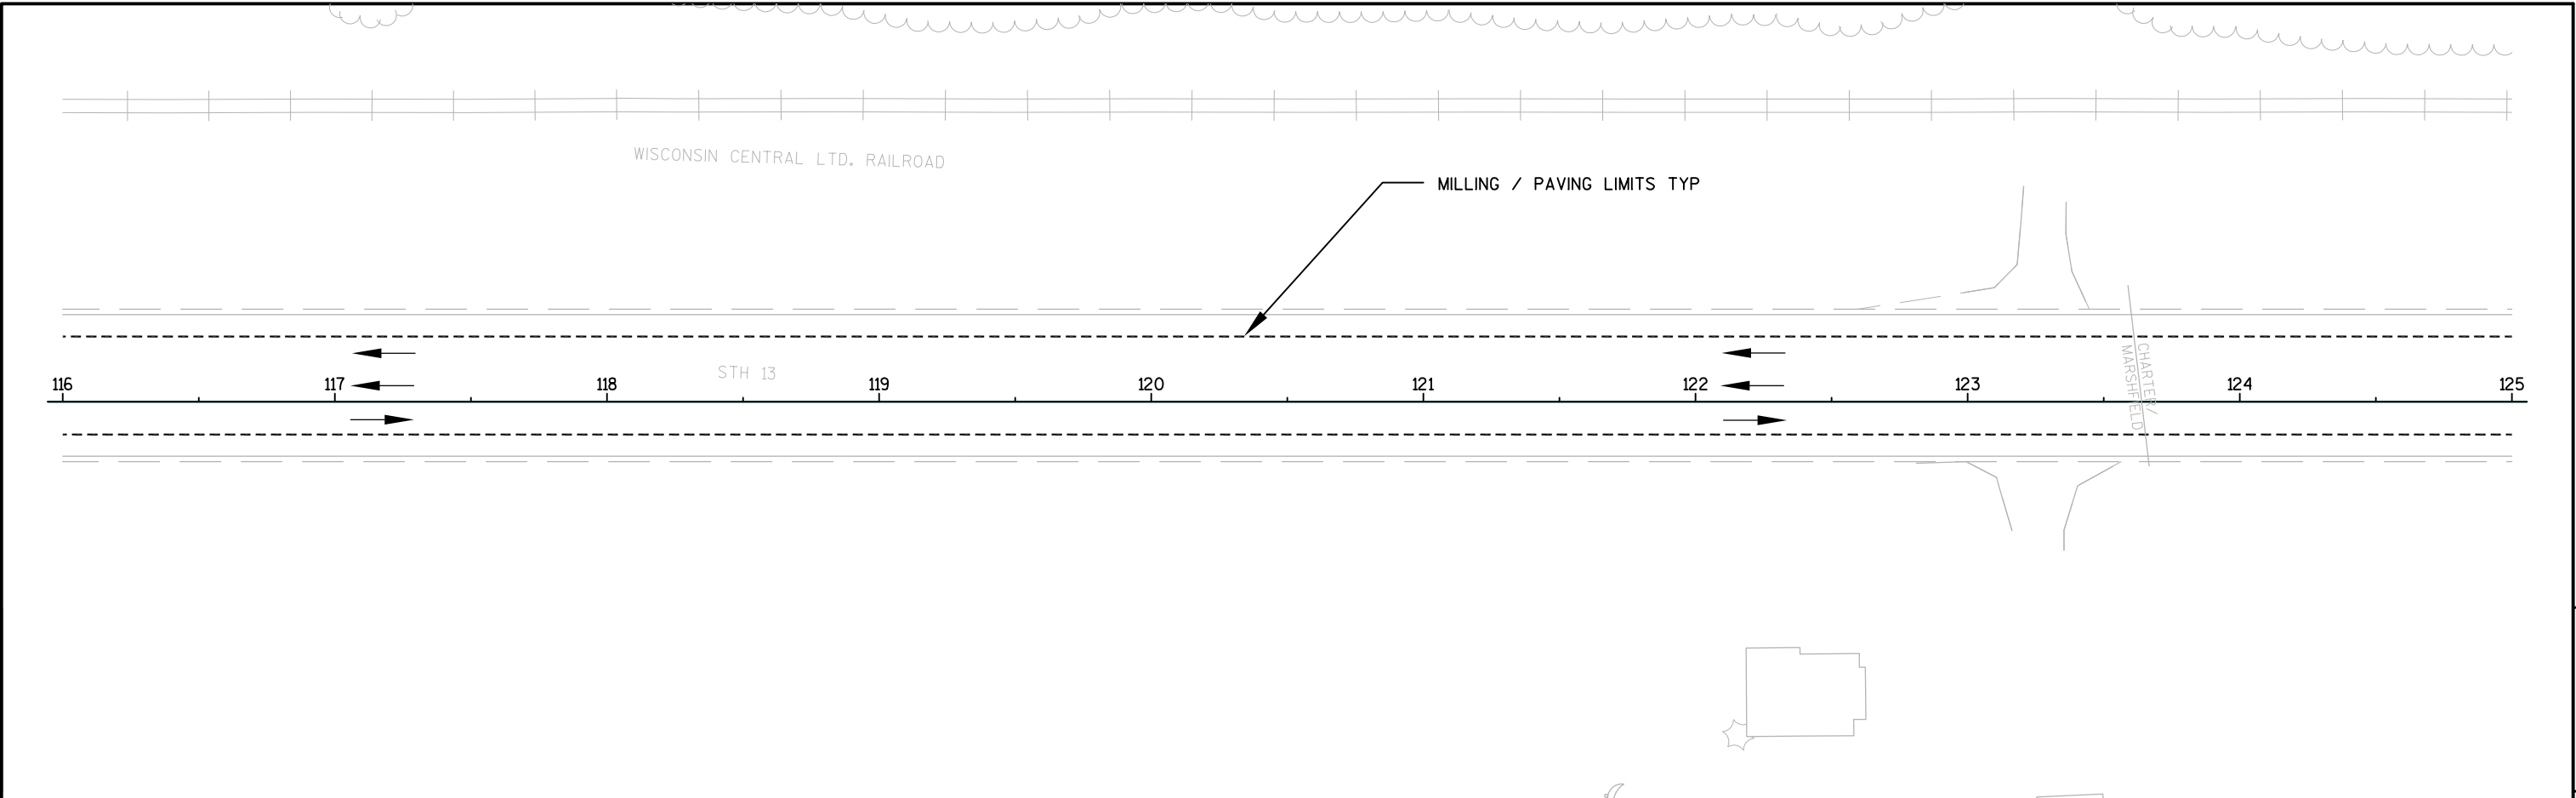 WISCONSIN CENTRAL LTD. RAILROAD
MILLING / PAVING LIMITS TYP
STH 13
116 117 118 119 120 121 122 123 124 125
CHARTER/
MARSHFIELD